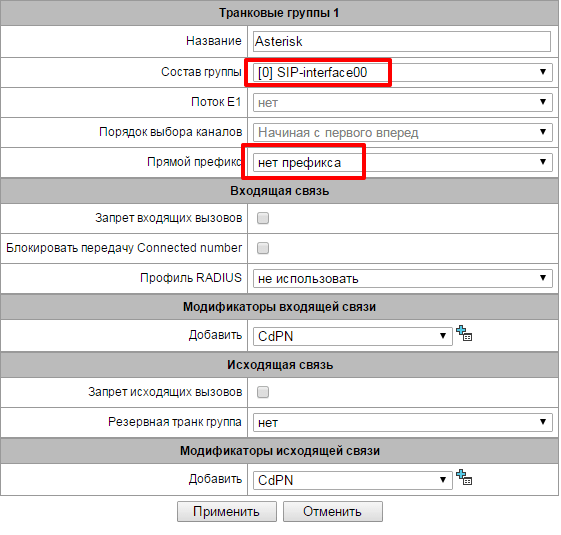 Транковые группы 1
Название Asterisk
Состав группы [0] SIP-interface00
Поток E1 нет
Порядок выбора каналов Начиная с первого вперед
Прямой префикс нет префикса
Входящая связь
Запрет входящих вызовов
Блокировать передачу Connected number
Профиль RADIUS не использовать
Модификаторы входящей связи
Добавить CdPN
Исходящая связь
Запрет исходящих вызовов
Резервная транк группа нет
Модификаторы исходящей связи
Добавить CdPN
Применить Отменить